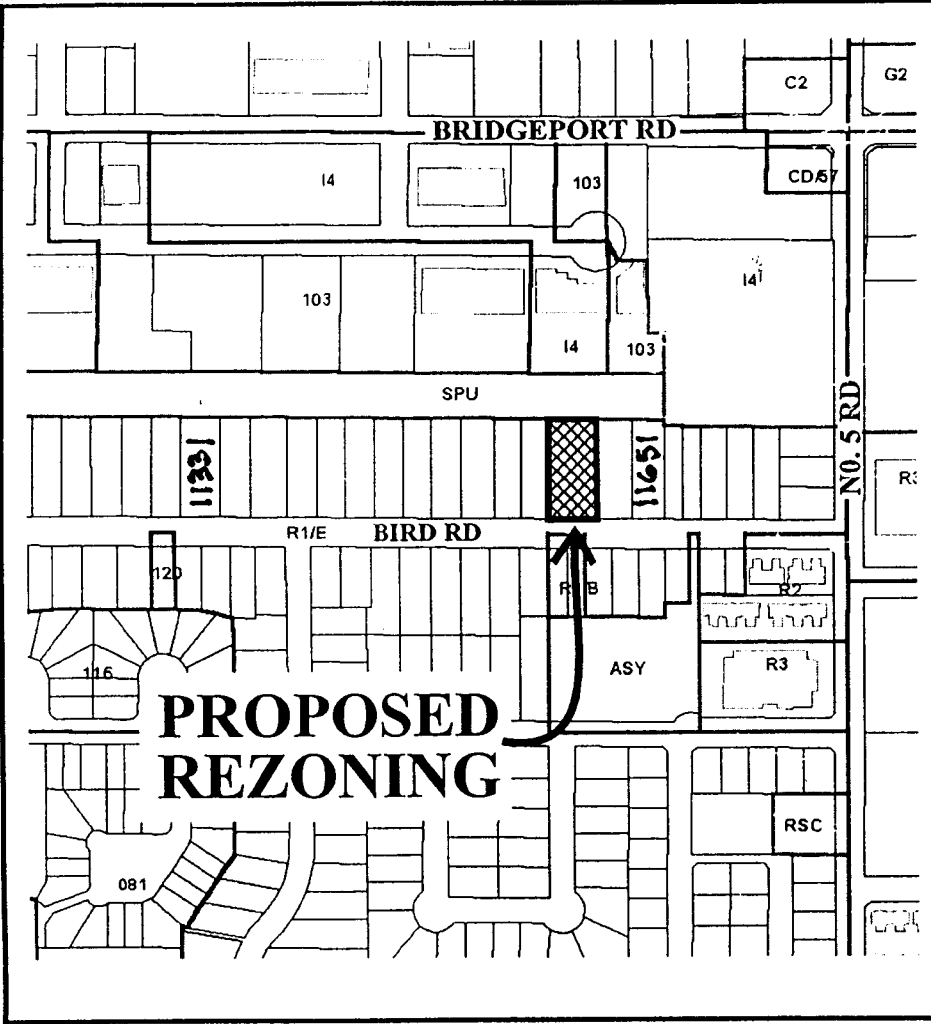 C2
G2
BRIDGEPORT RD
I4
103
CD/57
103
I4
I4
103
SPU
NO. 5 RD
11331
11651
R3
R1/E
BIRD RD
120
R2
116
ASY
R3
PROPOSED
REZONING
RSC
081